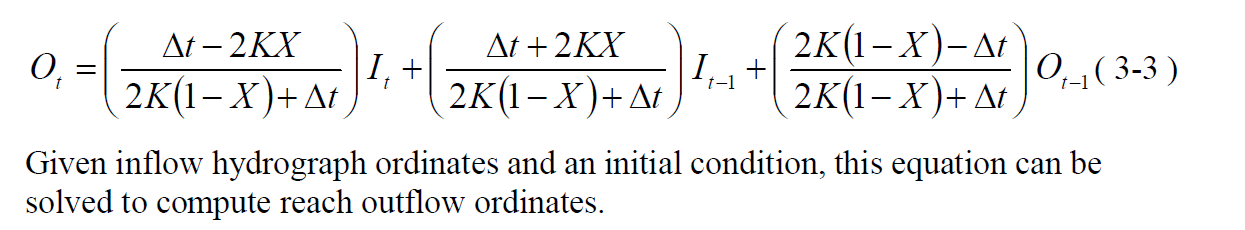 O_t = ( (Δt − 2KX) / (2K(1 − X) + Δt) ) I_t + ( (Δt + 2KX) / (2K(1 − X) + Δt) ) I_{t−1} + ( (2K(1 − X) − Δt) / (2K(1 − X) + Δt) ) O_{t−1} ( 3-3 )
Given inflow hydrograph ordinates and an initial condition, this equation can be
solved to compute reach outflow ordinates.